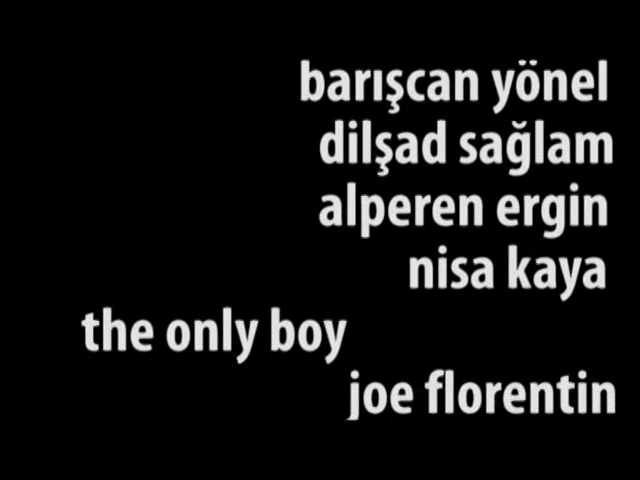 barışcan yönel
dilşad sağlam
alperen ergin
nisa kaya
the only boy
joe florentin